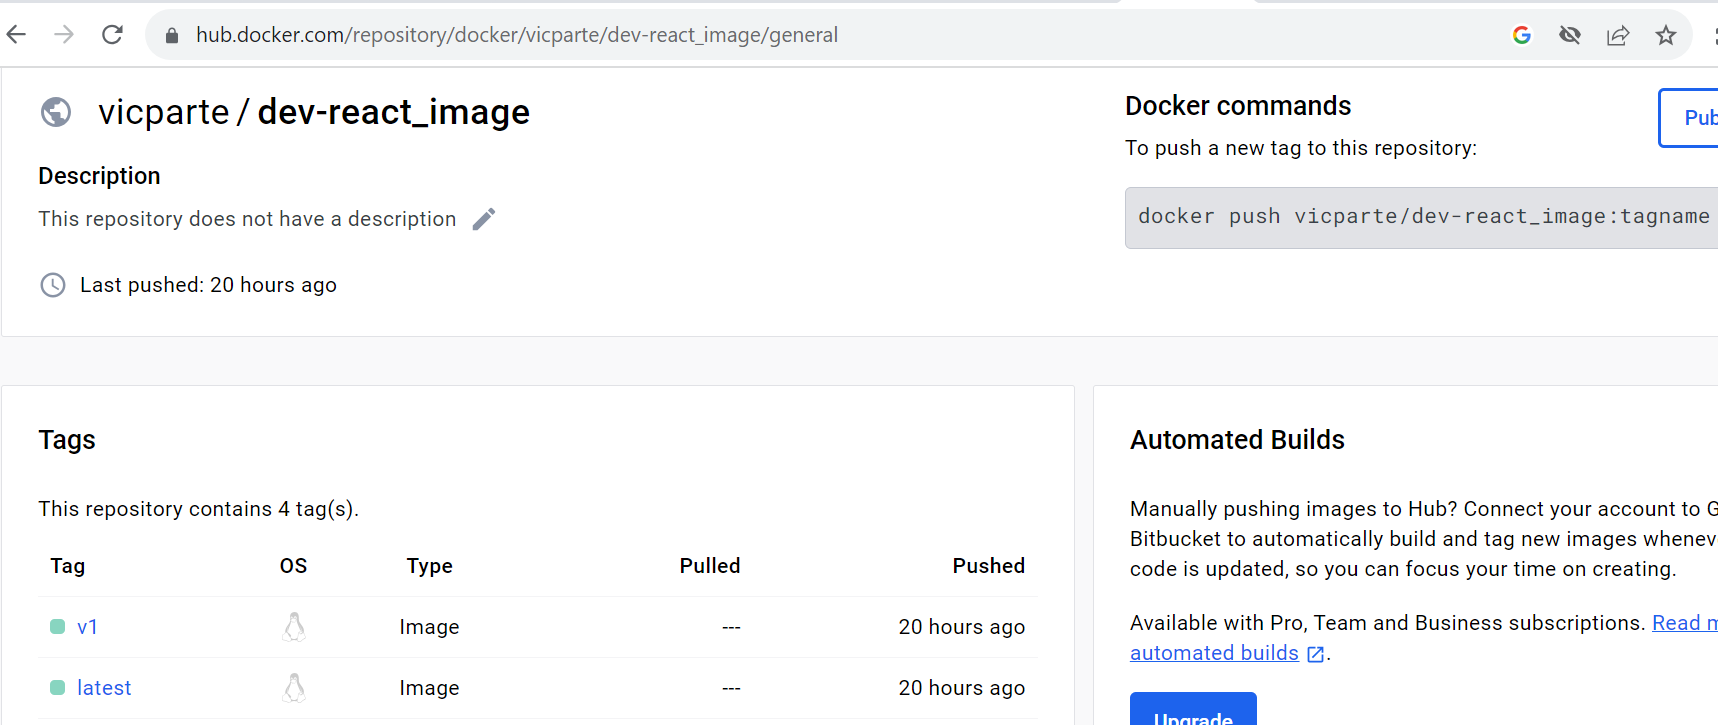 hub.docker.com/repository/docker/vicparte/dev-react_image/general
vicparte / dev-react_image
Description
This repository does not have a description
Last pushed: 20 hours ago
Docker commands
To push a new tag to this repository:
docker push vicparte/dev-react_image:tagname
Pub
Tags
This repository contains 4 tag(s).
Tag OS Type Pulled Pushed
v1 Image --- 20 hours ago
latest Image --- 20 hours ago
Automated Builds
Manually pushing images to Hub? Connect your account to G
Bitbucket to automatically build and tag new images wheneve
code is updated, so you can focus your time on creating.
Available with Pro, Team and Business subscriptions. Read m
automated builds .
Upgrade